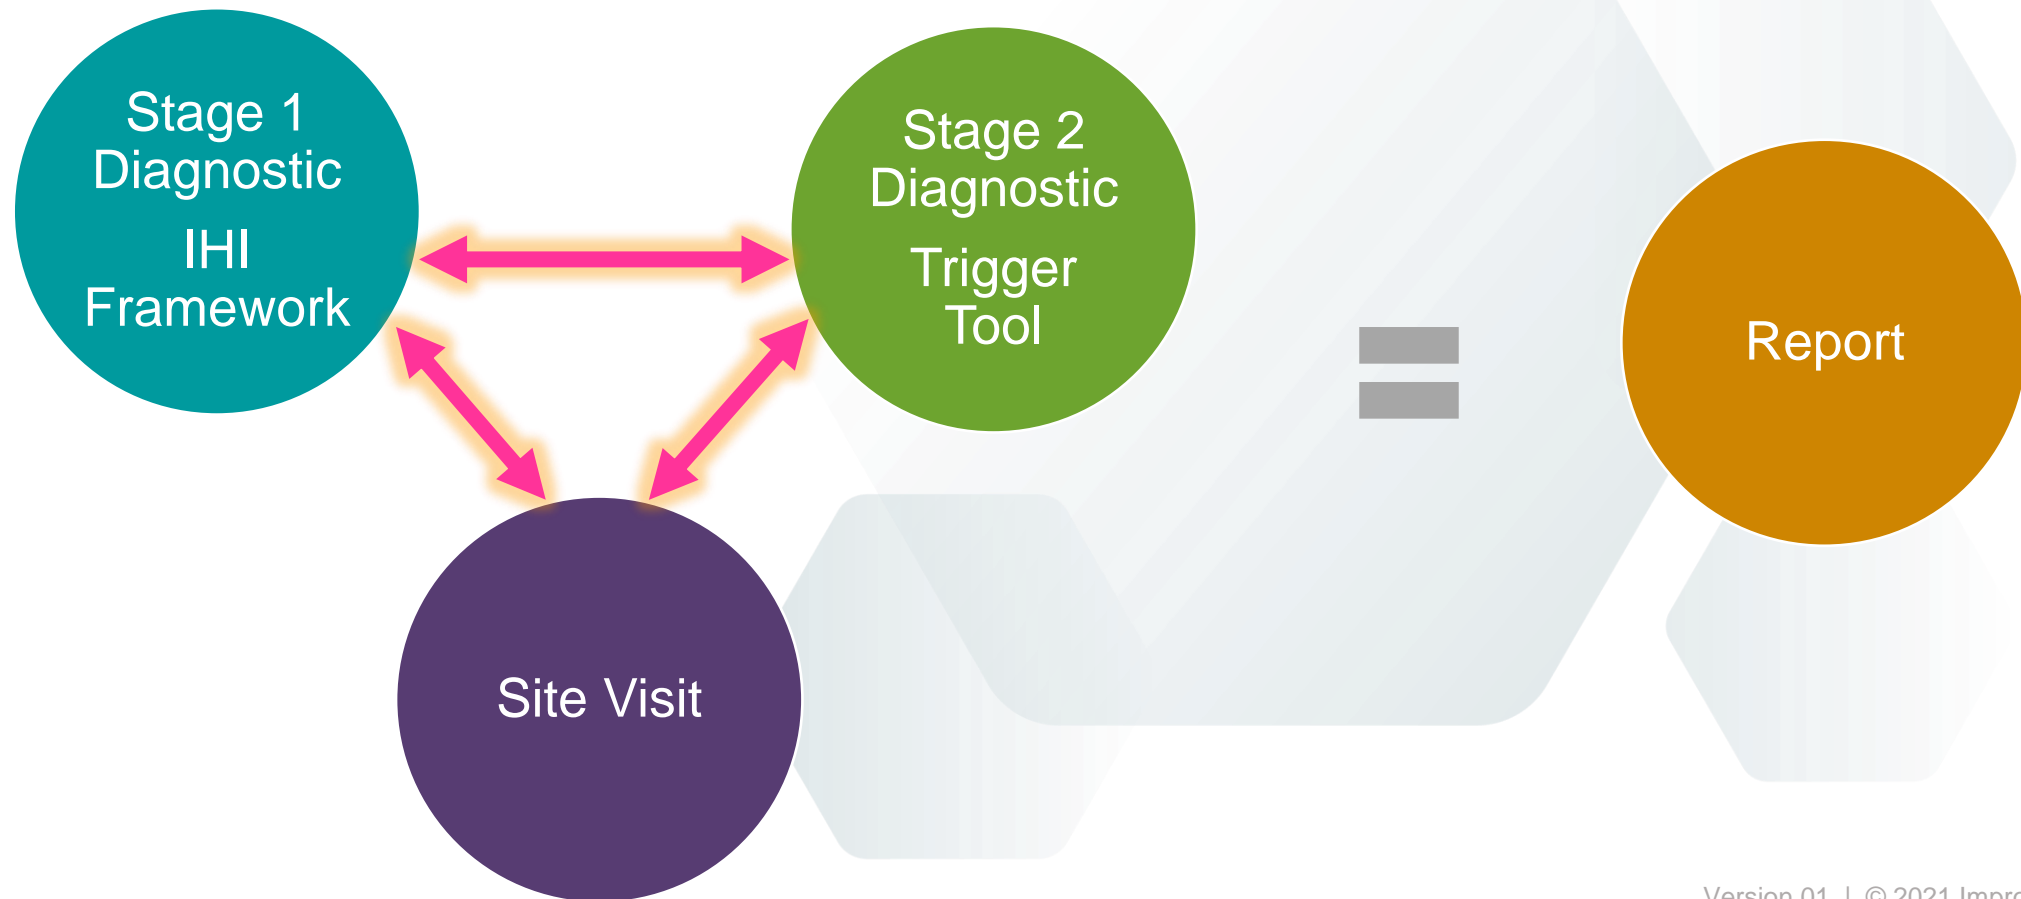 Stage 1
Diagnostic
IHI
Framework
Stage 2
Diagnostic
Trigger
Tool
Report
Site Visit
Version 01 | © 2021